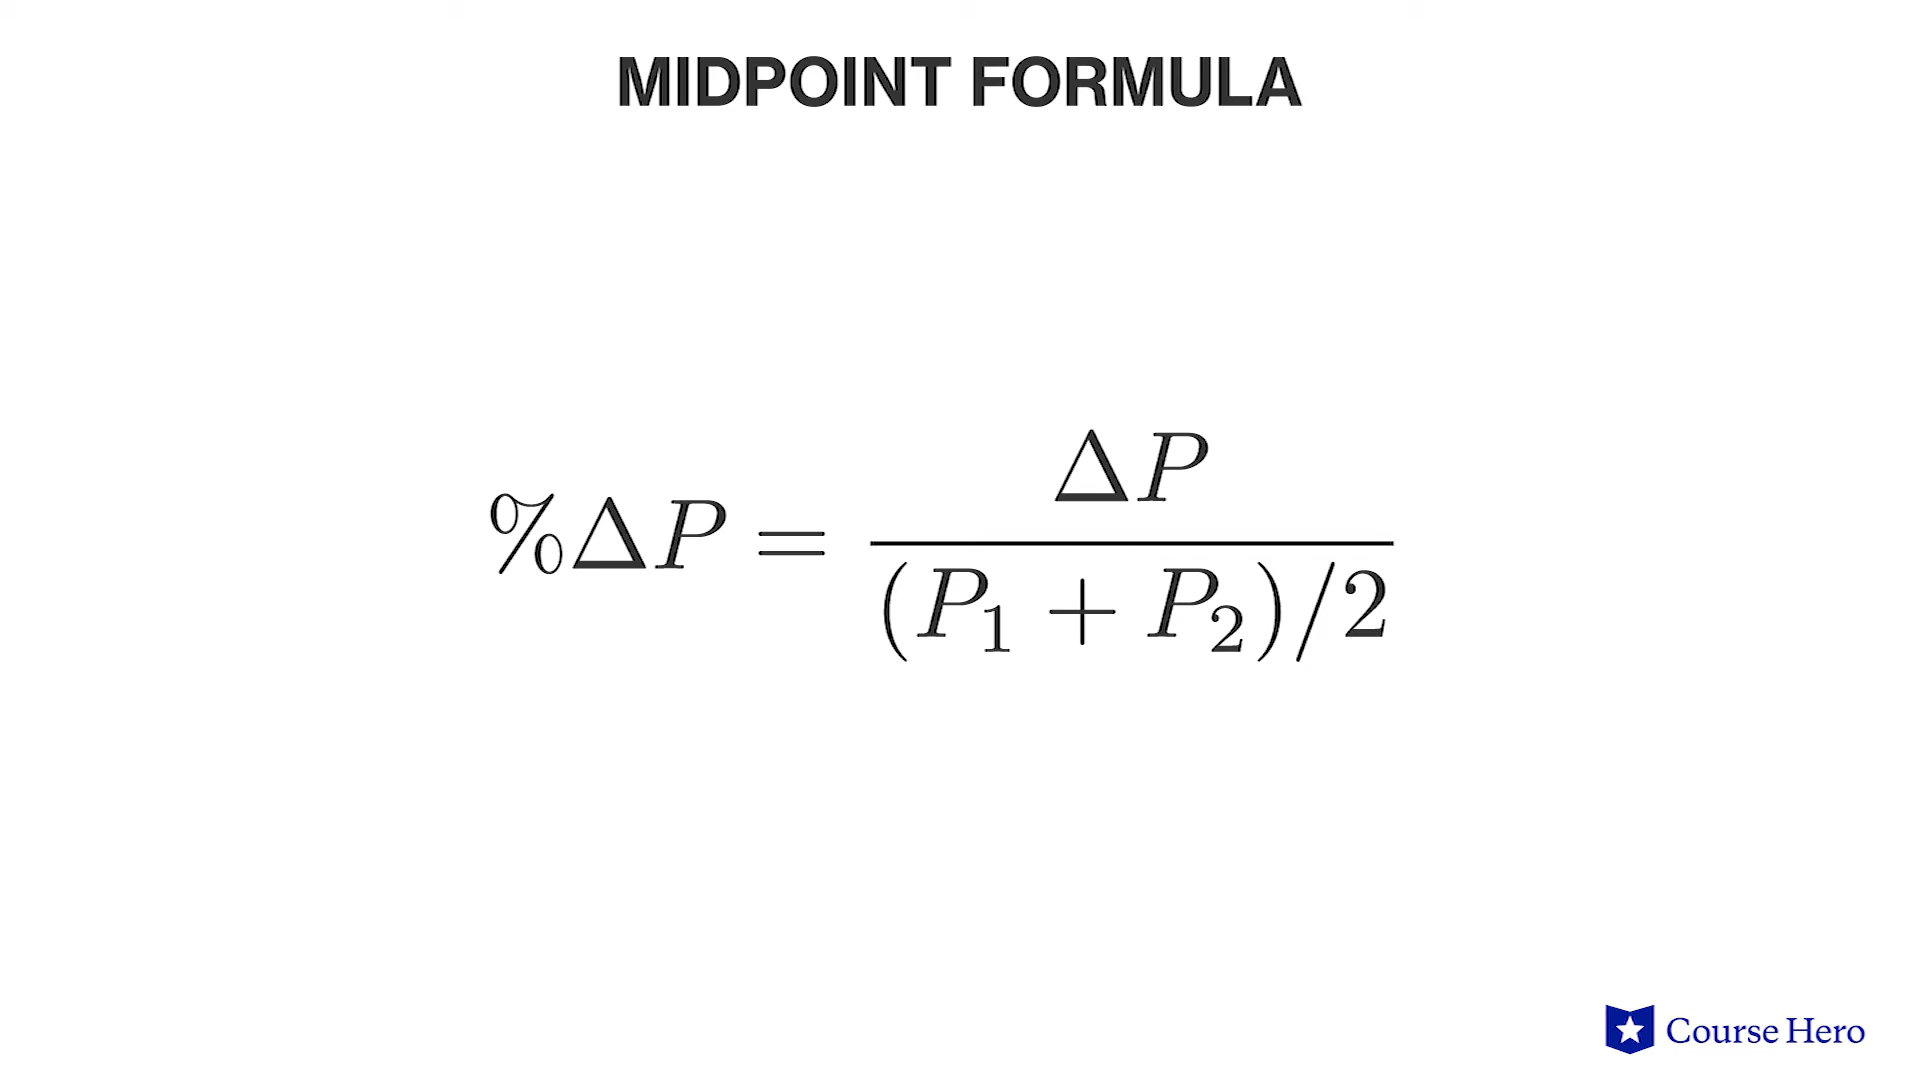 MIDPOINT FORMULA
%ΔP = ΔP / (P₁ + P₂)/2
Course Hero